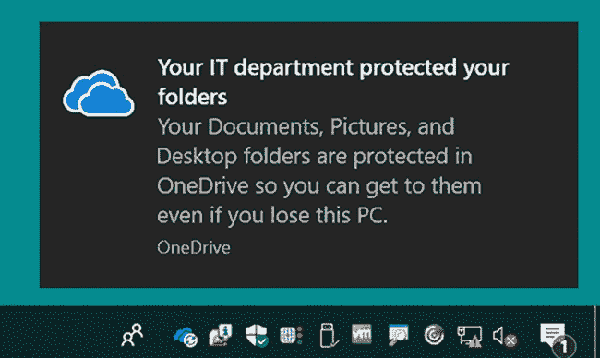 Your IT department protected your
folders
Your Documents, Pictures, and
Desktop folders are protected in
OneDrive so you can get to them
even if you lose this PC.
OneDrive
1